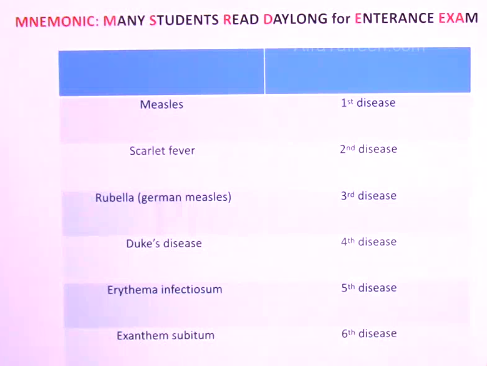 MNEMONIC: MANY STUDENTS READ DAYLONG for ENTERANCE EXAM
Measles 1st disease
Scarlet fever 2nd disease
Rubella (german measles) 3rd disease
Duke's disease 4th disease
Erythema infectiosum 5th disease
Exanthem subitum 6th disease